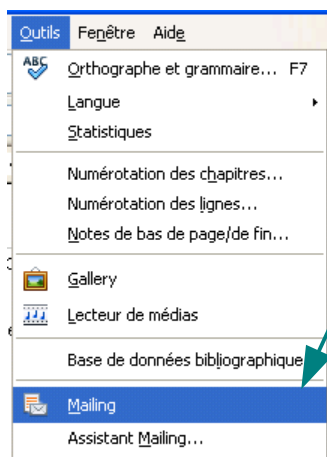 Outils Fenêtre Aide
ABC Orthographe et grammaire... F7
Langue
Statistiques
Numérotation des chapitres...
Numérotation des lignes...
Notes de bas de page/de fin...
Gallery
Lecteur de médias
Base de données bibliographique
Mailing
Assistant Mailing...